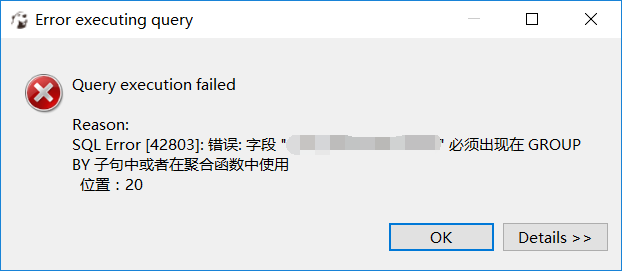 Error executing query
Query execution failed
Reason:
SQL Error [42803]: 错误: 字段 "" 必须出现在 GROUP
BY 子句中或者在聚合函数中使用
位置：20
OK
Details >>